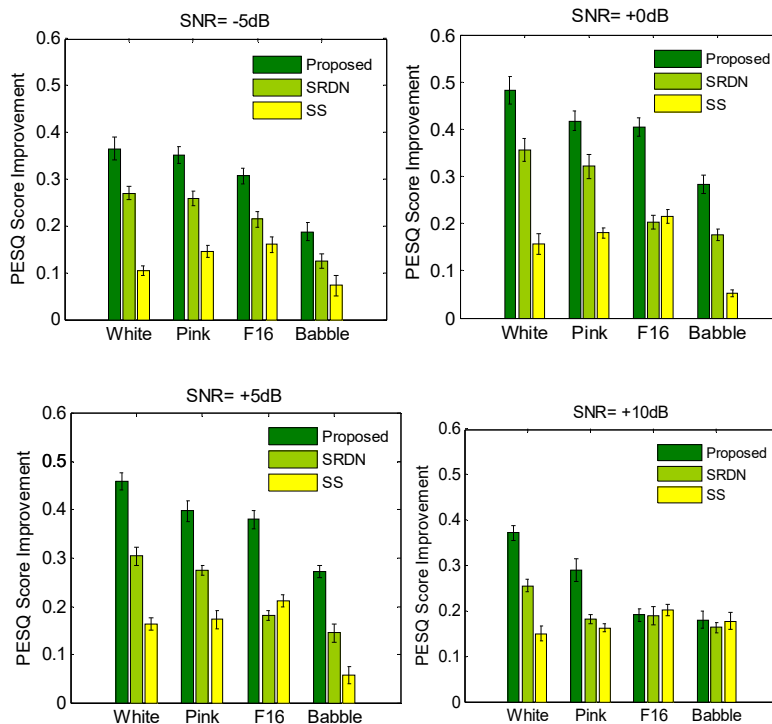 SNR= -5dB
0.6
0.5
0.4
0.3
0.2
0.1
0
PESQ Score Improvement
Proposed
SRDN
SS
White Pink F16 Babble
SNR= +0dB
0.6
0.5
0.4
0.3
0.2
0.1
0
PESQ Score Improvement
Proposed
SRDN
SS
White Pink F16 Babble
SNR= +5dB
0.6
0.5
0.4
0.3
0.2
0.1
0
PESQ Score Improvement
Proposed
SRDN
SS
White Pink F16 Babble
SNR= +10dB
0.6
0.5
0.4
0.3
0.2
0.1
0
PESQ Score Improvement
Proposed
SRDN
SS
White Pink F16 Babble